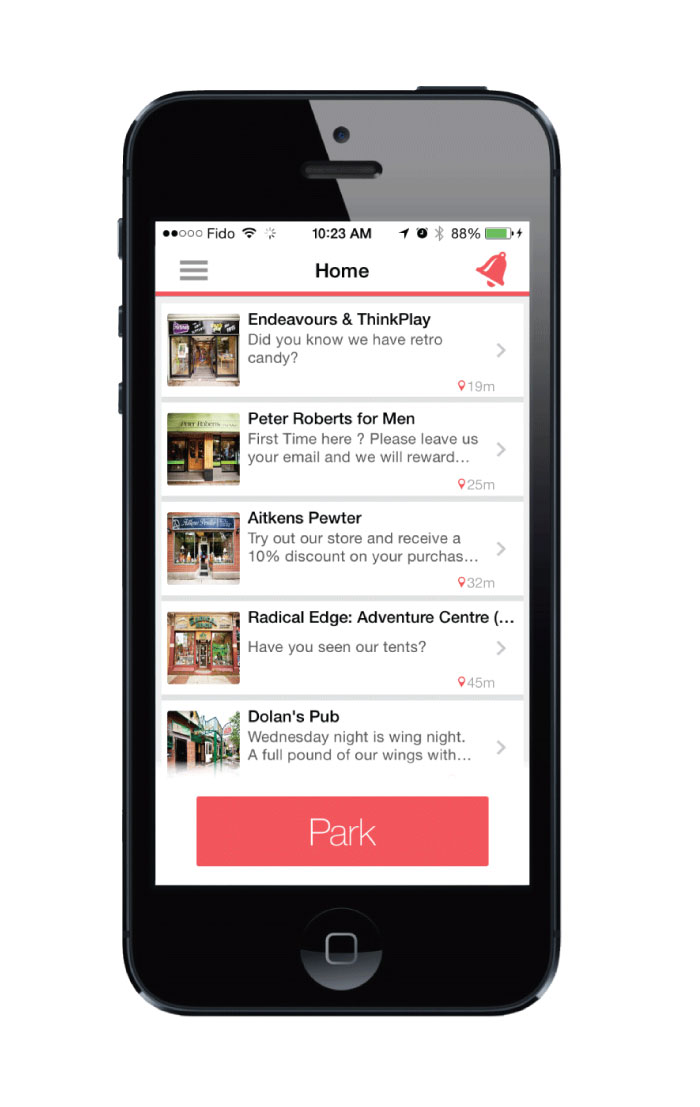 Fido 10:23 AM 88%
Home
Endeavours & ThinkPlay
Did you know we have retro
candy?
19m
Peter Roberts for Men
First Time here ? Please leave us
your email and we will reward...
25m
Aitkens Pewter
Try out our store and receive a
10% discount on your purchas...
32m
Radical Edge: Adventure Centre (...
Have you seen our tents?
45m
Dolan's Pub
Wednesday night is wing night.
A full pound of our wings with...
Park